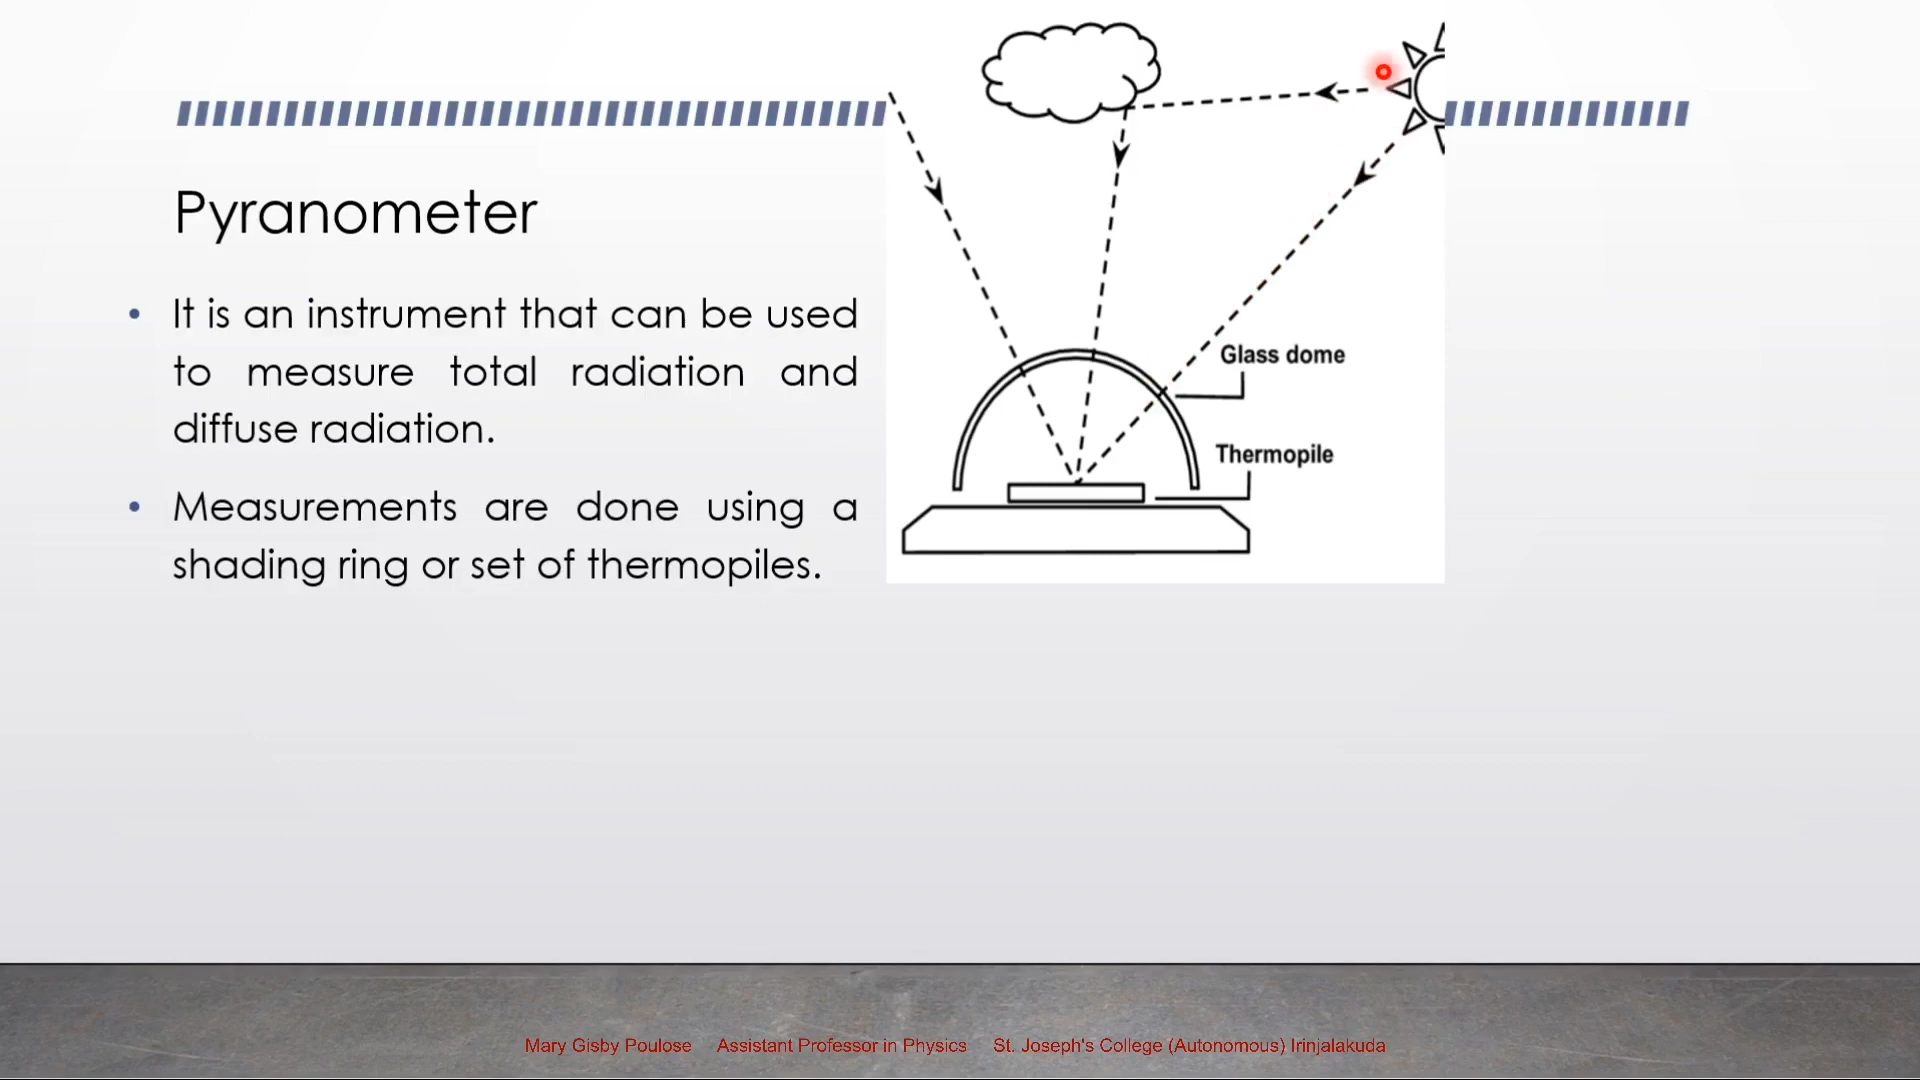 Pyranometer
• It is an instrument that can be used
to measure total radiation and
diffuse radiation.
• Measurements are done using a
shading ring or set of thermopiles.
Glass dome
Thermopile
Mary Gisby Poulose Assistant Professor in Physics St. Joseph's College (Autonomous) Irinjalakuda